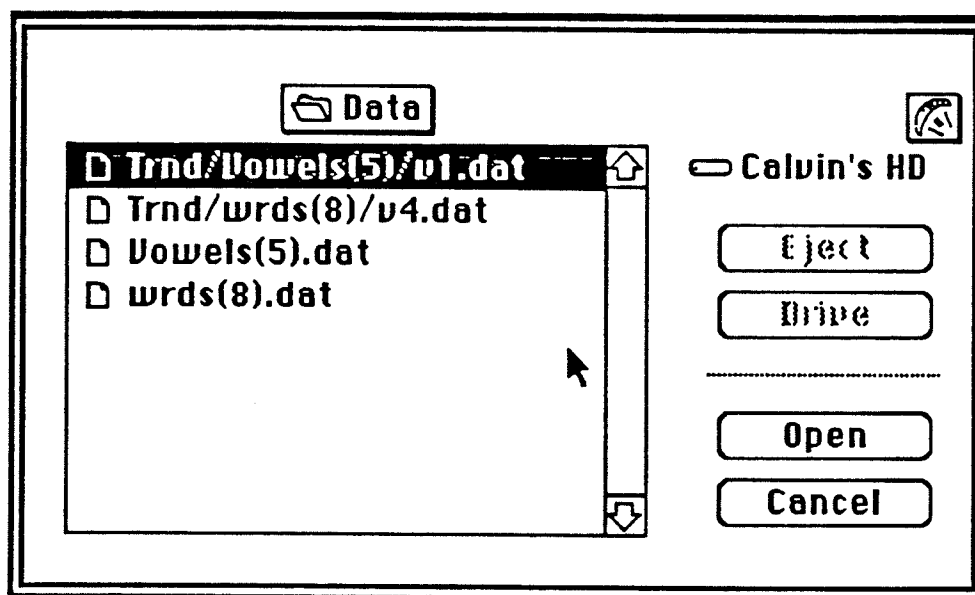 Data
Trnd/Vowels(5)/v1.dat
Trnd/wrds(8)/v4.dat
Vowels(5).dat
wrds(8).dat
Calvin's HD
Eject
Drive
Open
Cancel